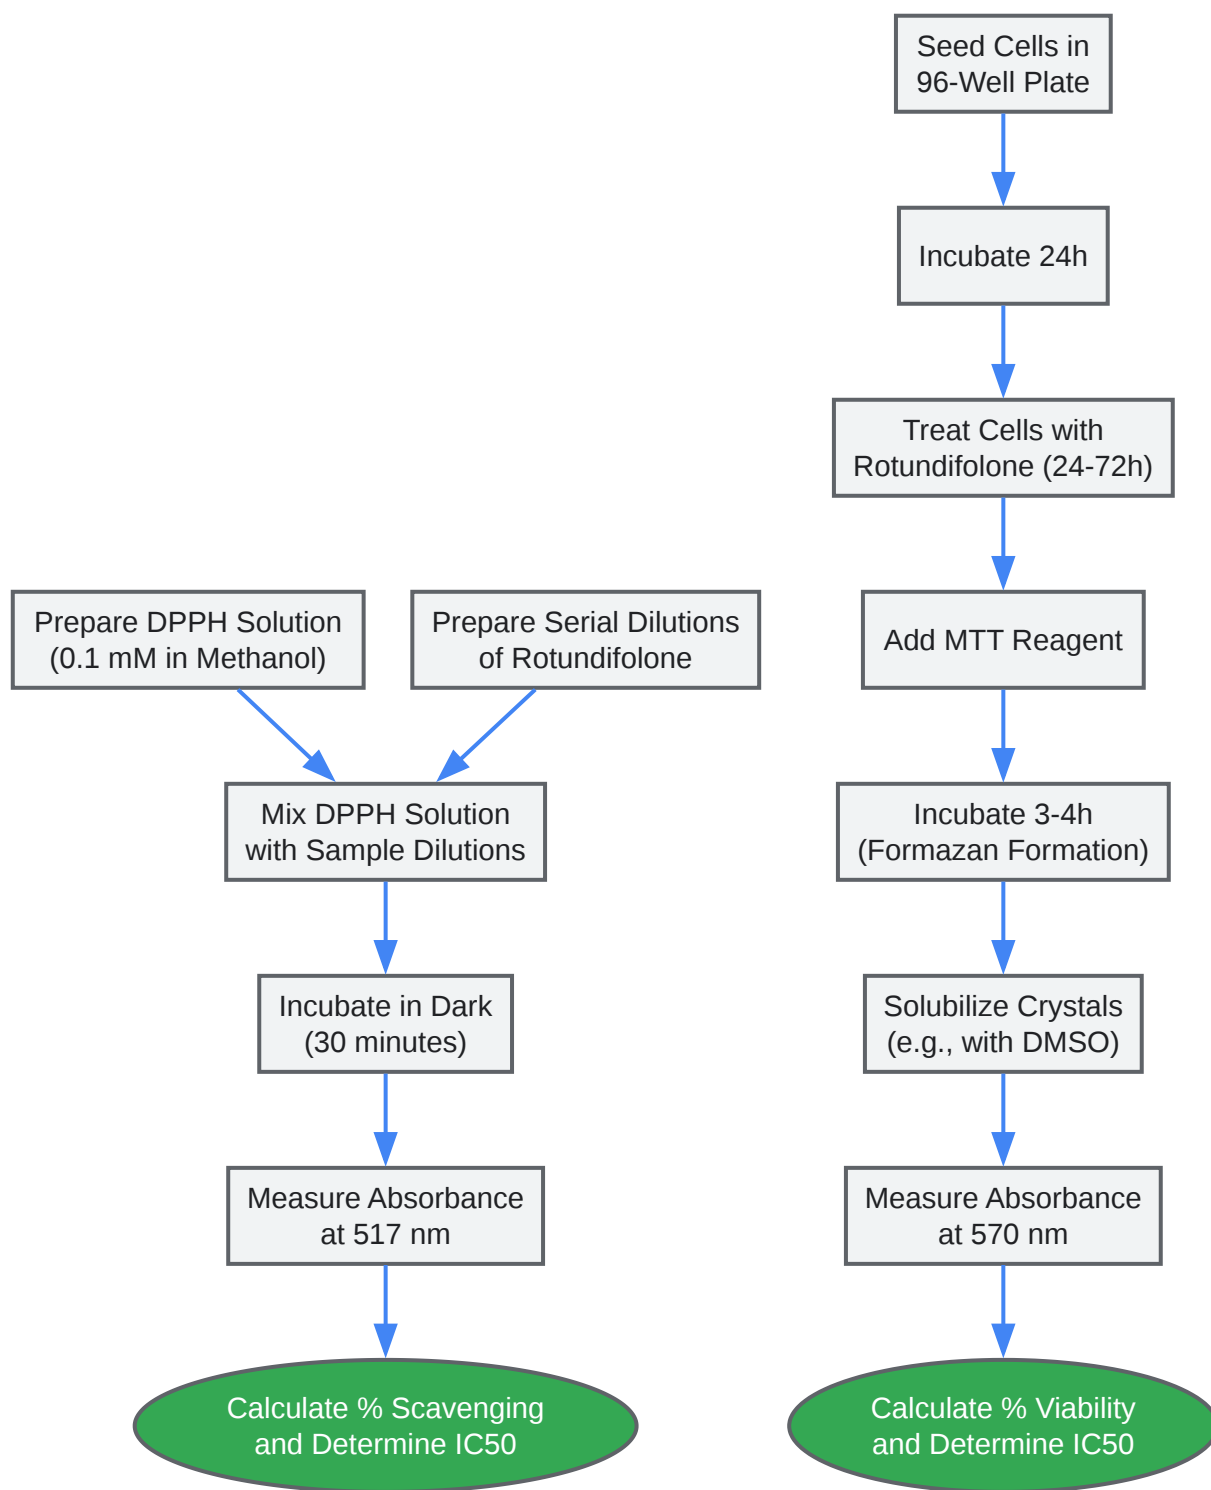 Seed Cells in
96-Well Plate
Incubate 24h
Treat Cells with
Rotundifolone (24-72h)
Prepare DPPH Solution
(0.1 mM in Methanol)
Prepare Serial Dilutions
of Rotundifolone
Add MTT Reagent
Mix DPPH Solution
with Sample Dilutions
Incubate 3-4h
(Formazan Formation)
Incubate in Dark
(30 minutes)
Solubilize Crystals
(e.g., with DMSO)
Measure Absorbance
at 517 nm
Measure Absorbance
at 570 nm
Calculate % Scavenging
and Determine IC50
Calculate % Viability
and Determine IC50